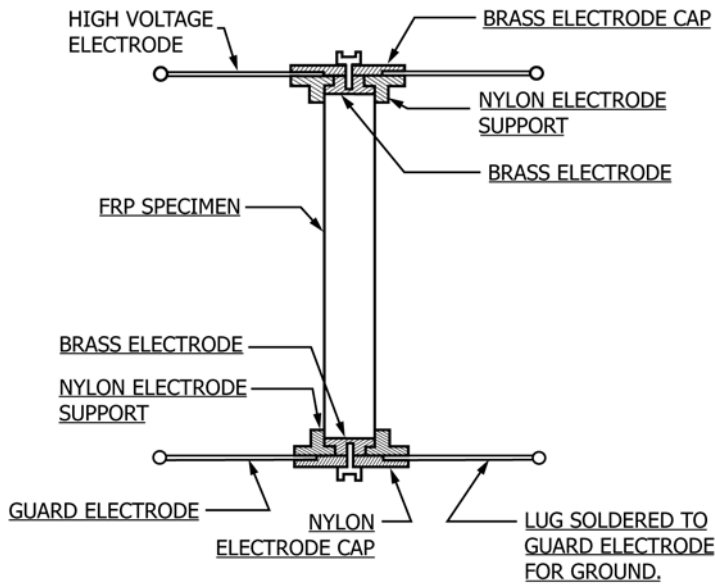 HIGH VOLTAGE
ELECTRODE
BRASS ELECTRODE CAP
NYLON ELECTRODE
SUPPORT
BRASS ELECTRODE
FRP SPECIMEN
BRASS ELECTRODE
NYLON ELECTRODE
SUPPORT
GUARD ELECTRODE
NYLON
ELECTRODE CAP
LUG SOLDERED TO
GUARD ELECTRODE
FOR GROUND.